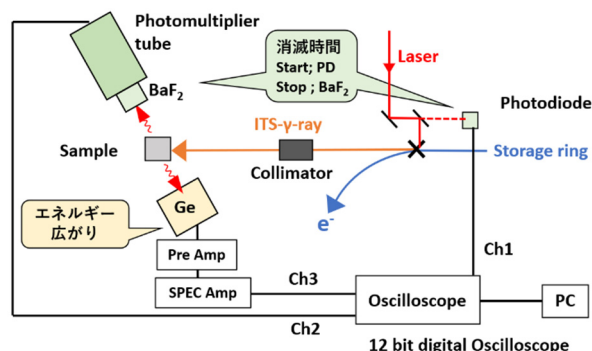 Photomultiplier
tube
BaF₂
消滅時間
Start; PD
Stop ; BaF₂
Laser
Photodiode
ITS-γ-ray
Sample
Collimator
Storage ring
e⁻
エネルギー
広がり
Ge
Pre Amp
SPEC Amp
Ch1
Ch3
Ch2
Oscilloscope
PC
12 bit digital Oscilloscope